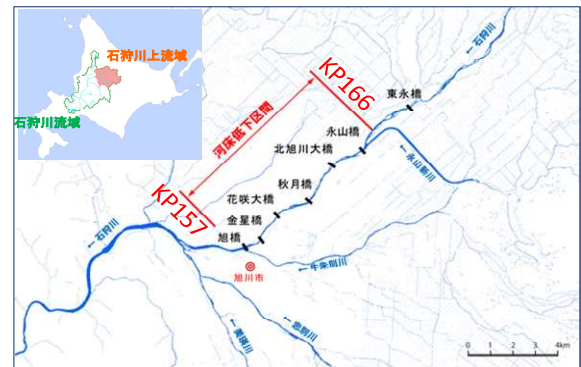 石狩川上流域
石狩川流域
KP166
←石狩川
東永橋
河床低下区間
永山橋
北旭川大橋
←永山新川
秋月橋
KP157
花咲大橋
金星橋
←石狩川
旭橋
旭川市
←牛朱別川
←忠別川
←美瑛川
0 1 2 3 4km